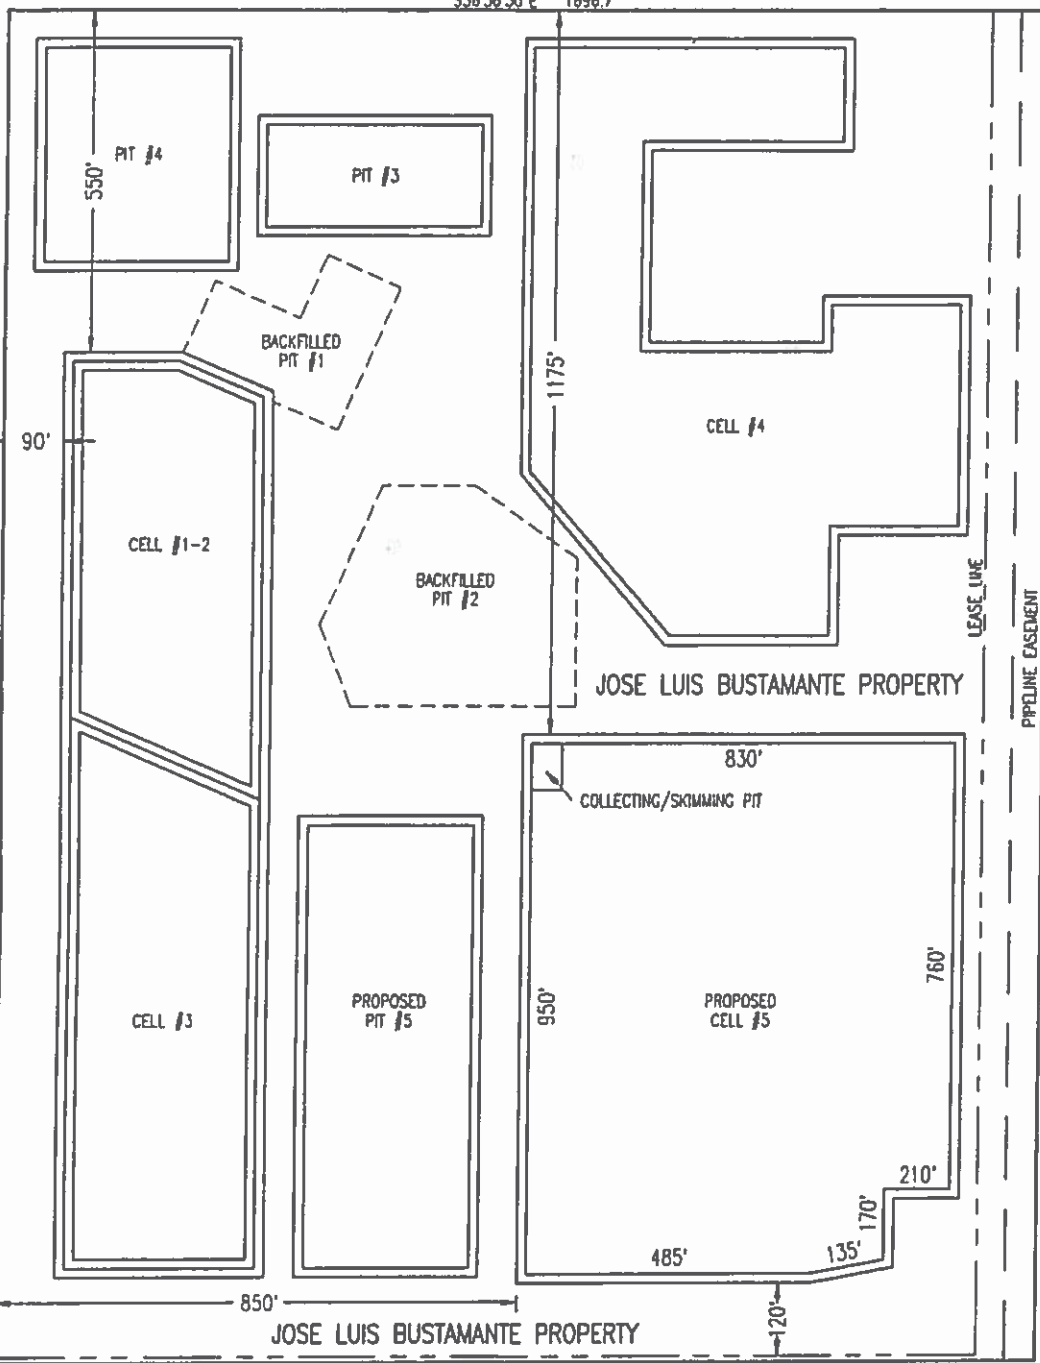 PIT #4
550'
PIT #3
BACKFILLED
PIT #1
1175'
90'
CELL #4
CELL #1-2
BACKFILLED
PIT #2
LEASE LINE
PIPELINE EASEMENT
JOSE LUIS BUSTAMANTE PROPERTY
830'
COLLECTING/SKIMMING PIT
760'
950'
PROPOSED
PIT #5
PROPOSED
CELL #5
CELL #3
210'
170'
135'
485'
850'
120'
JOSE LUIS BUSTAMANTE PROPERTY